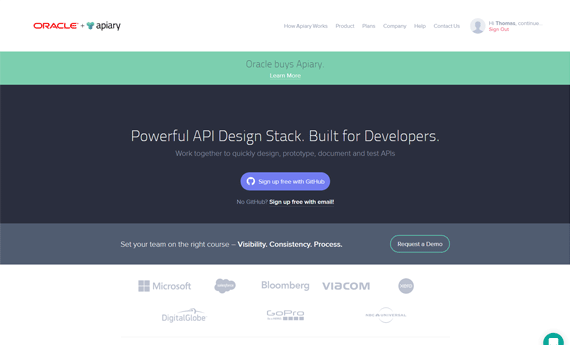 ORACLE + apiary
How Apiary Works Product Plans Company Help Contact Us
Hi Thomas, continue...
Sign Out
Oracle buys Apiary.
Learn More
Powerful API Design Stack. Built for Developers.
Work together to quickly design, prototype, document and test APIs
Sign up free with GitHub
No GitHub? Sign up free with email!
Set your team on the right course – Visibility. Consistency. Process.
Request a Demo
Microsoft salesforce Bloomberg VIACOM
DigitalGlobe GoPro NBCUNIVERSAL